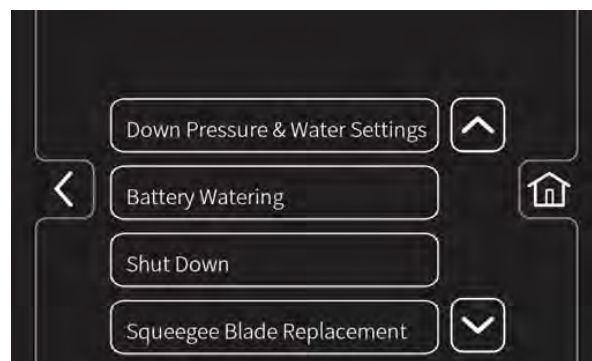 Down Pressure & Water Settings
Battery Watering
Shut Down
Squeegee Blade Replacement